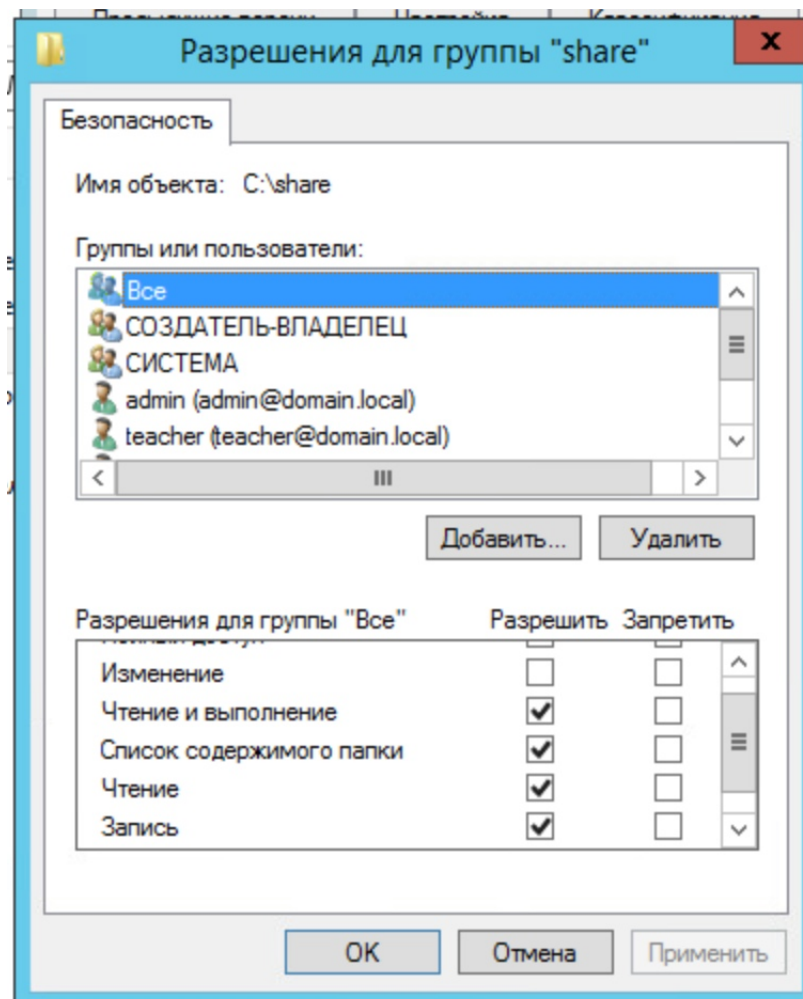 Разрешения для группы "share"
Безопасность
Имя объекта: C:\share
Группы или пользователи:
Все
СОЗДАТЕЛЬ-ВЛАДЕЛЕЦ
СИСТЕМА
admin (admin@domain.local)
teacher (teacher@domain.local)
Добавить... Удалить
Разрешения для группы "Все" Разрешить Запретить
Изменение
Чтение и выполнение
Список содержимого папки
Чтение
Запись
OK Отмена Применить